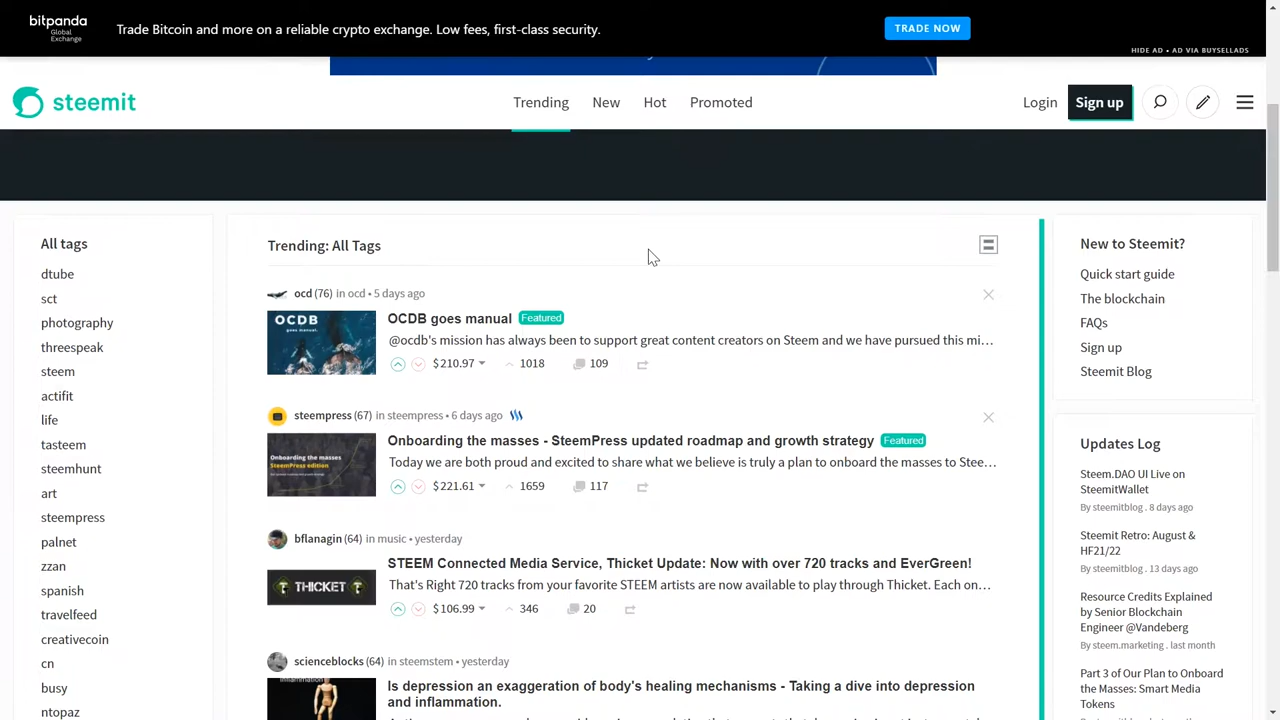 bitpanda
Global
Exchange
Trade Bitcoin and more on a reliable crypto exchange. Low fees, first-class security.
TRADE NOW
HIDE AD • AD VIA BUYSELLADS
steemit
Trending
New
Hot
Promoted
Login
Sign up
All tags
dtube
sct
photography
threespeak
steem
actifit
life
tasteem
steemhunt
art
steempress
palnet
zzan
spanish
travelfeed
creativecoin
cn
busy
ntopaz
Trending: All Tags
ocd (76) in ocd • 5 days ago
OCDB
goes manual.
OCDB goes manual Featured
@ocdb's mission has always been to support great content creators on Steem and we have pursued this mi...
$210.97 1018 109
steempress (67) in steempress • 6 days ago
Onboarding the masses
SteemPress edition
Onboarding the masses - SteemPress updated roadmap and growth strategy Featured
Today we are both proud and excited to share what we believe is truly a plan to onboard the masses to Stee...
$221.61 1659 117
bflanagin (64) in music • yesterday
THICKET
STEEM Connected Media Service, Thicket Update: Now with over 720 tracks and EverGreen!
That's Right 720 tracks from your favorite STEEM artists are now available to play through Thicket. Each on...
$106.99 346 20
scienceblocks (64) in steemstem • yesterday
Is depression an exaggeration of body's healing mechanisms - Taking a dive into depression
and inflammation.
New to Steemit?
Quick start guide
The blockchain
FAQs
Sign up
Steemit Blog
Updates Log
Steem.DAO UI Live on
SteemitWallet
By steemitblog . 8 days ago
Steemit Retro: August &
HF21/22
By steemitblog . 13 days ago
Resource Credits Explained
by Senior Blockchain
Engineer @Vandeberg
By steem.marketing . last month
Part 3 of Our Plan to Onboard
the Masses: Smart Media
Tokens